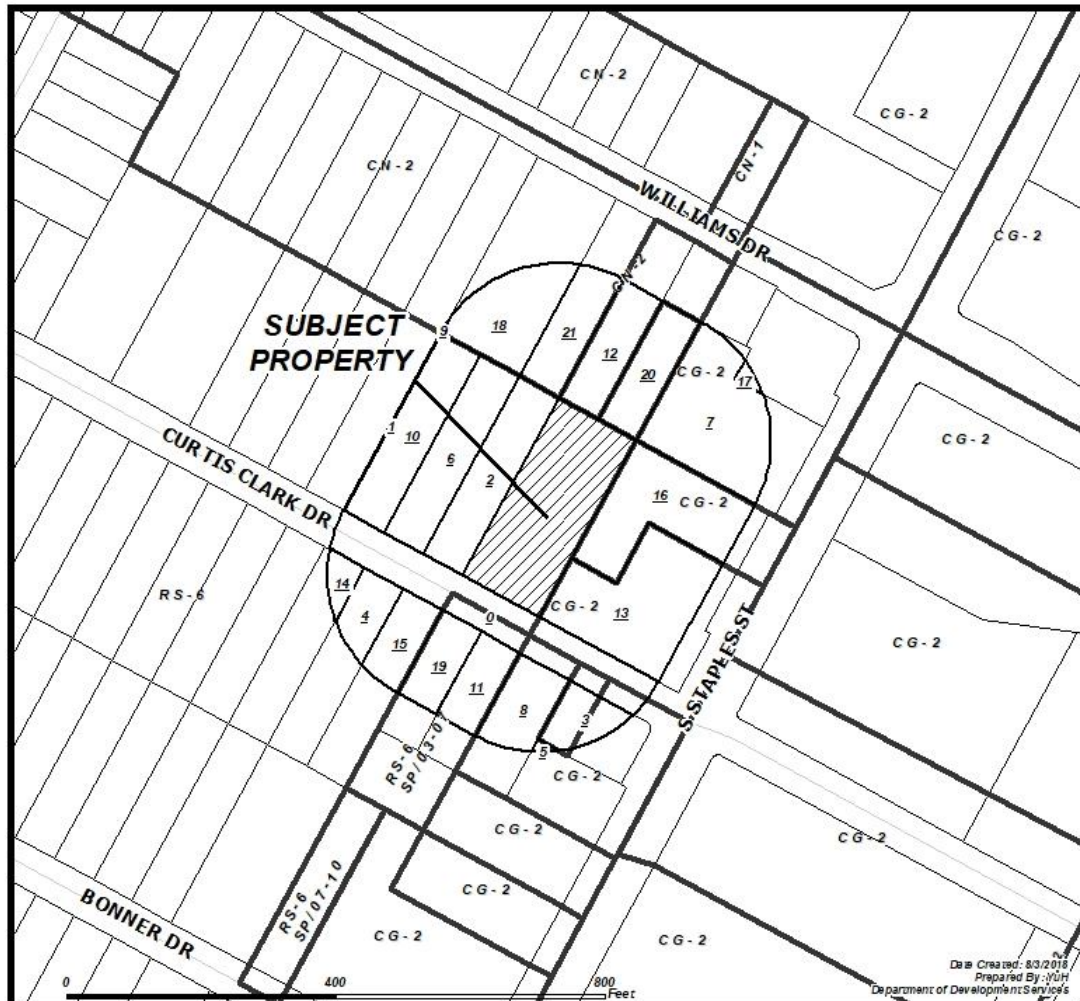 CN-2
CG-2
CN-2
CN-1
CG-2
WILLIAMS DR
CN-2
SUBJECT
PROPERTY
9
18
21
12
20
CG-2
17
7
CG-2
1
10
6
2
16
CG-2
CURTIS CLARK DR
RS-6
14
4
15
0
CG-2
13
CG-2
S STAPLES ST
19
11
8
3
5
RS-6
CG-2
CG-2
CG-2
CG-2
RS-6
SP/07-10
CG-2
CG-2
BONNER DR
0
400
800
Feet
Date Created: 8/3/2018
Department of Development Services